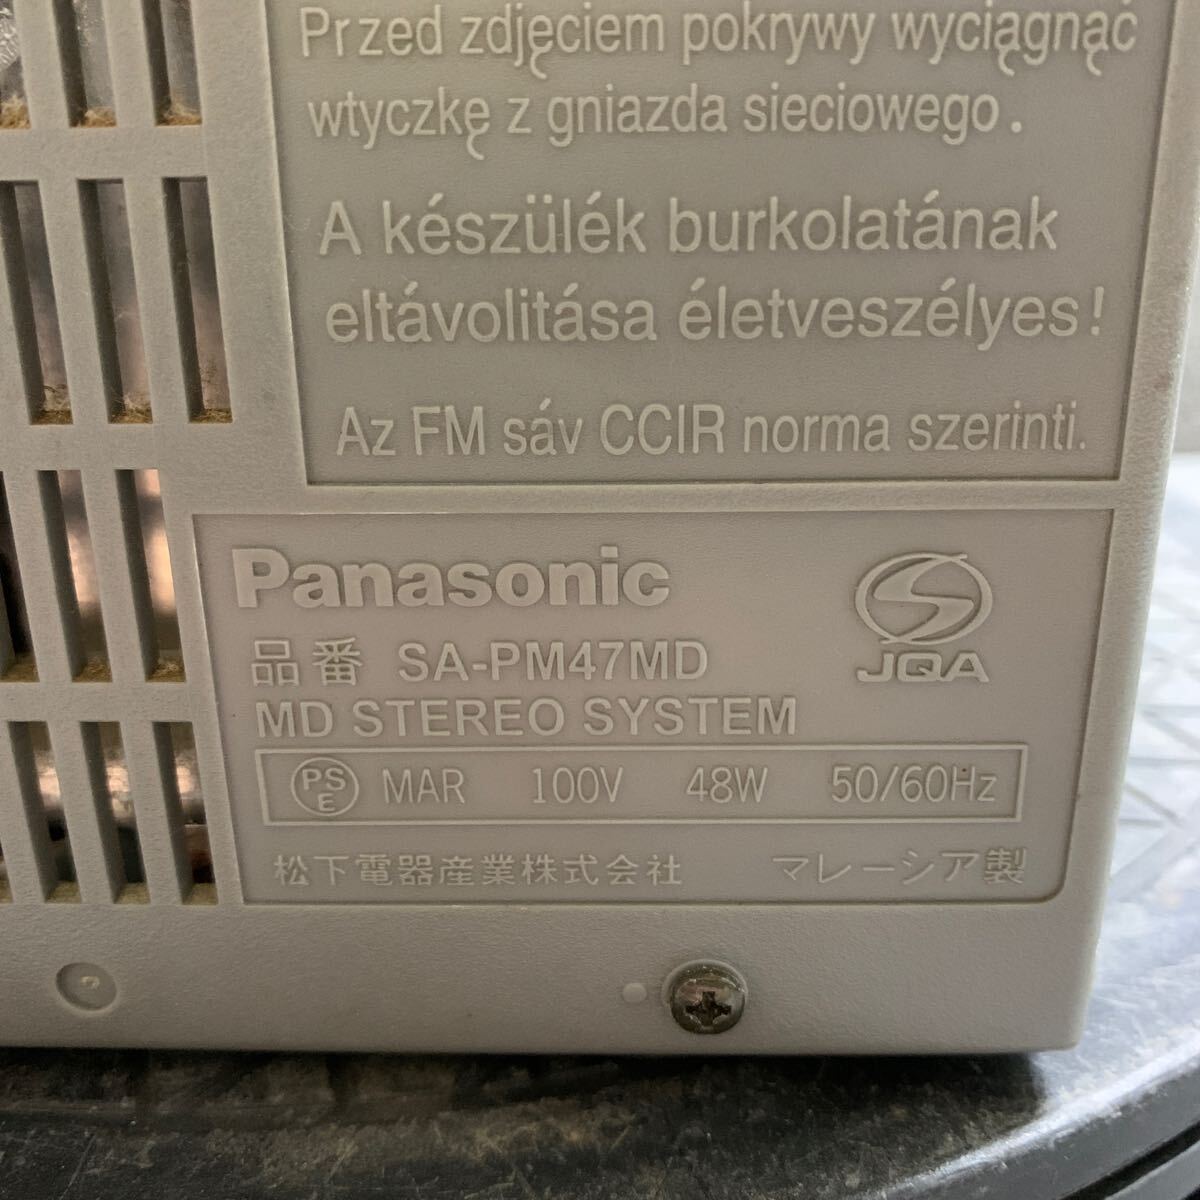 Przed zdjęciem pokrywy wyciągnąć
wtyczkę z gniazda sieciowego.
A készülék burkolatának
eltávolitása életveszélyes!
Az FM sáv CCIR norma szerinti.
Panasonic
JQA
品番 SA-PM47MD
MD STEREO SYSTEM
PSE MAR 100V 48W 50/60Hz
松下電器産業株式会社 マレーシア製